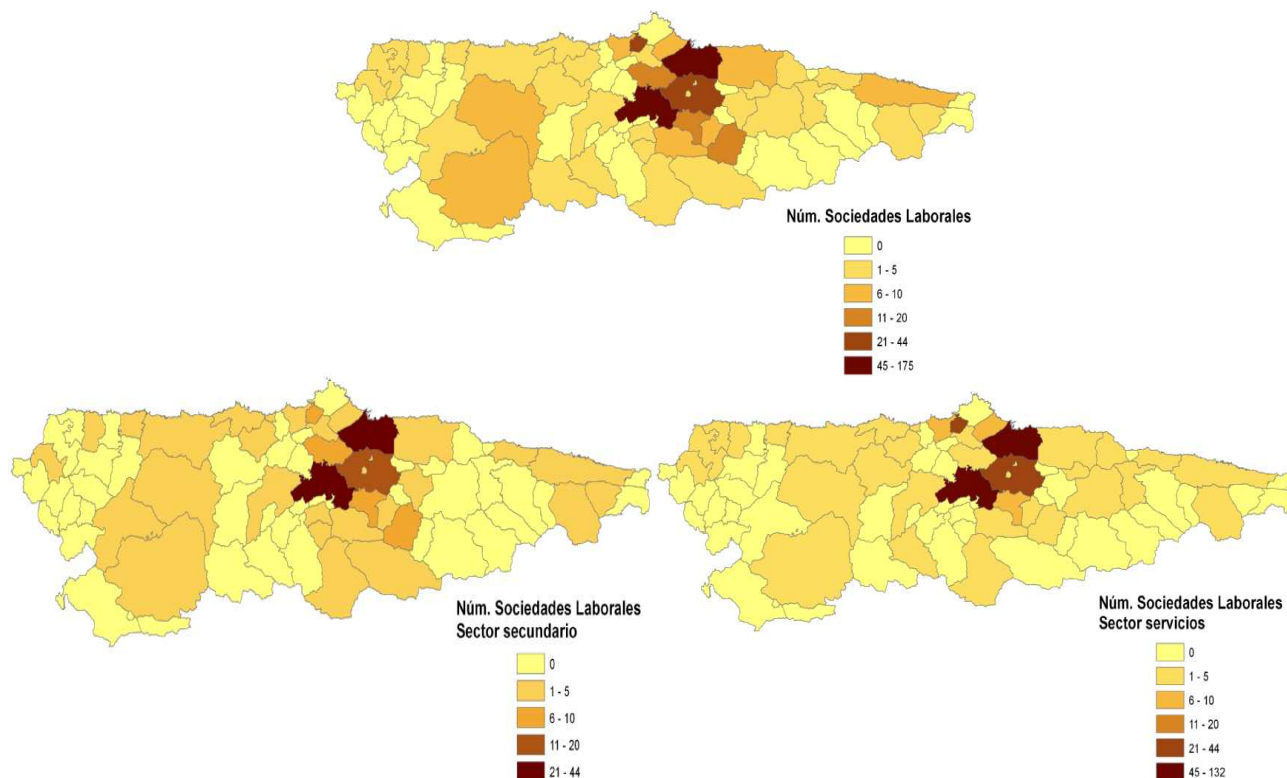 Núm. Sociedades Laborales
0
1 - 5
6 - 10
11 - 20
21 - 44
45 - 175
Núm. Sociedades Laborales
Sector secundario
0
1 - 5
6 - 10
11 - 20
21 - 44
Núm. Sociedades Laborales
Sector servicios
0
1 - 5
6 - 10
11 - 20
21 - 44
45 - 132